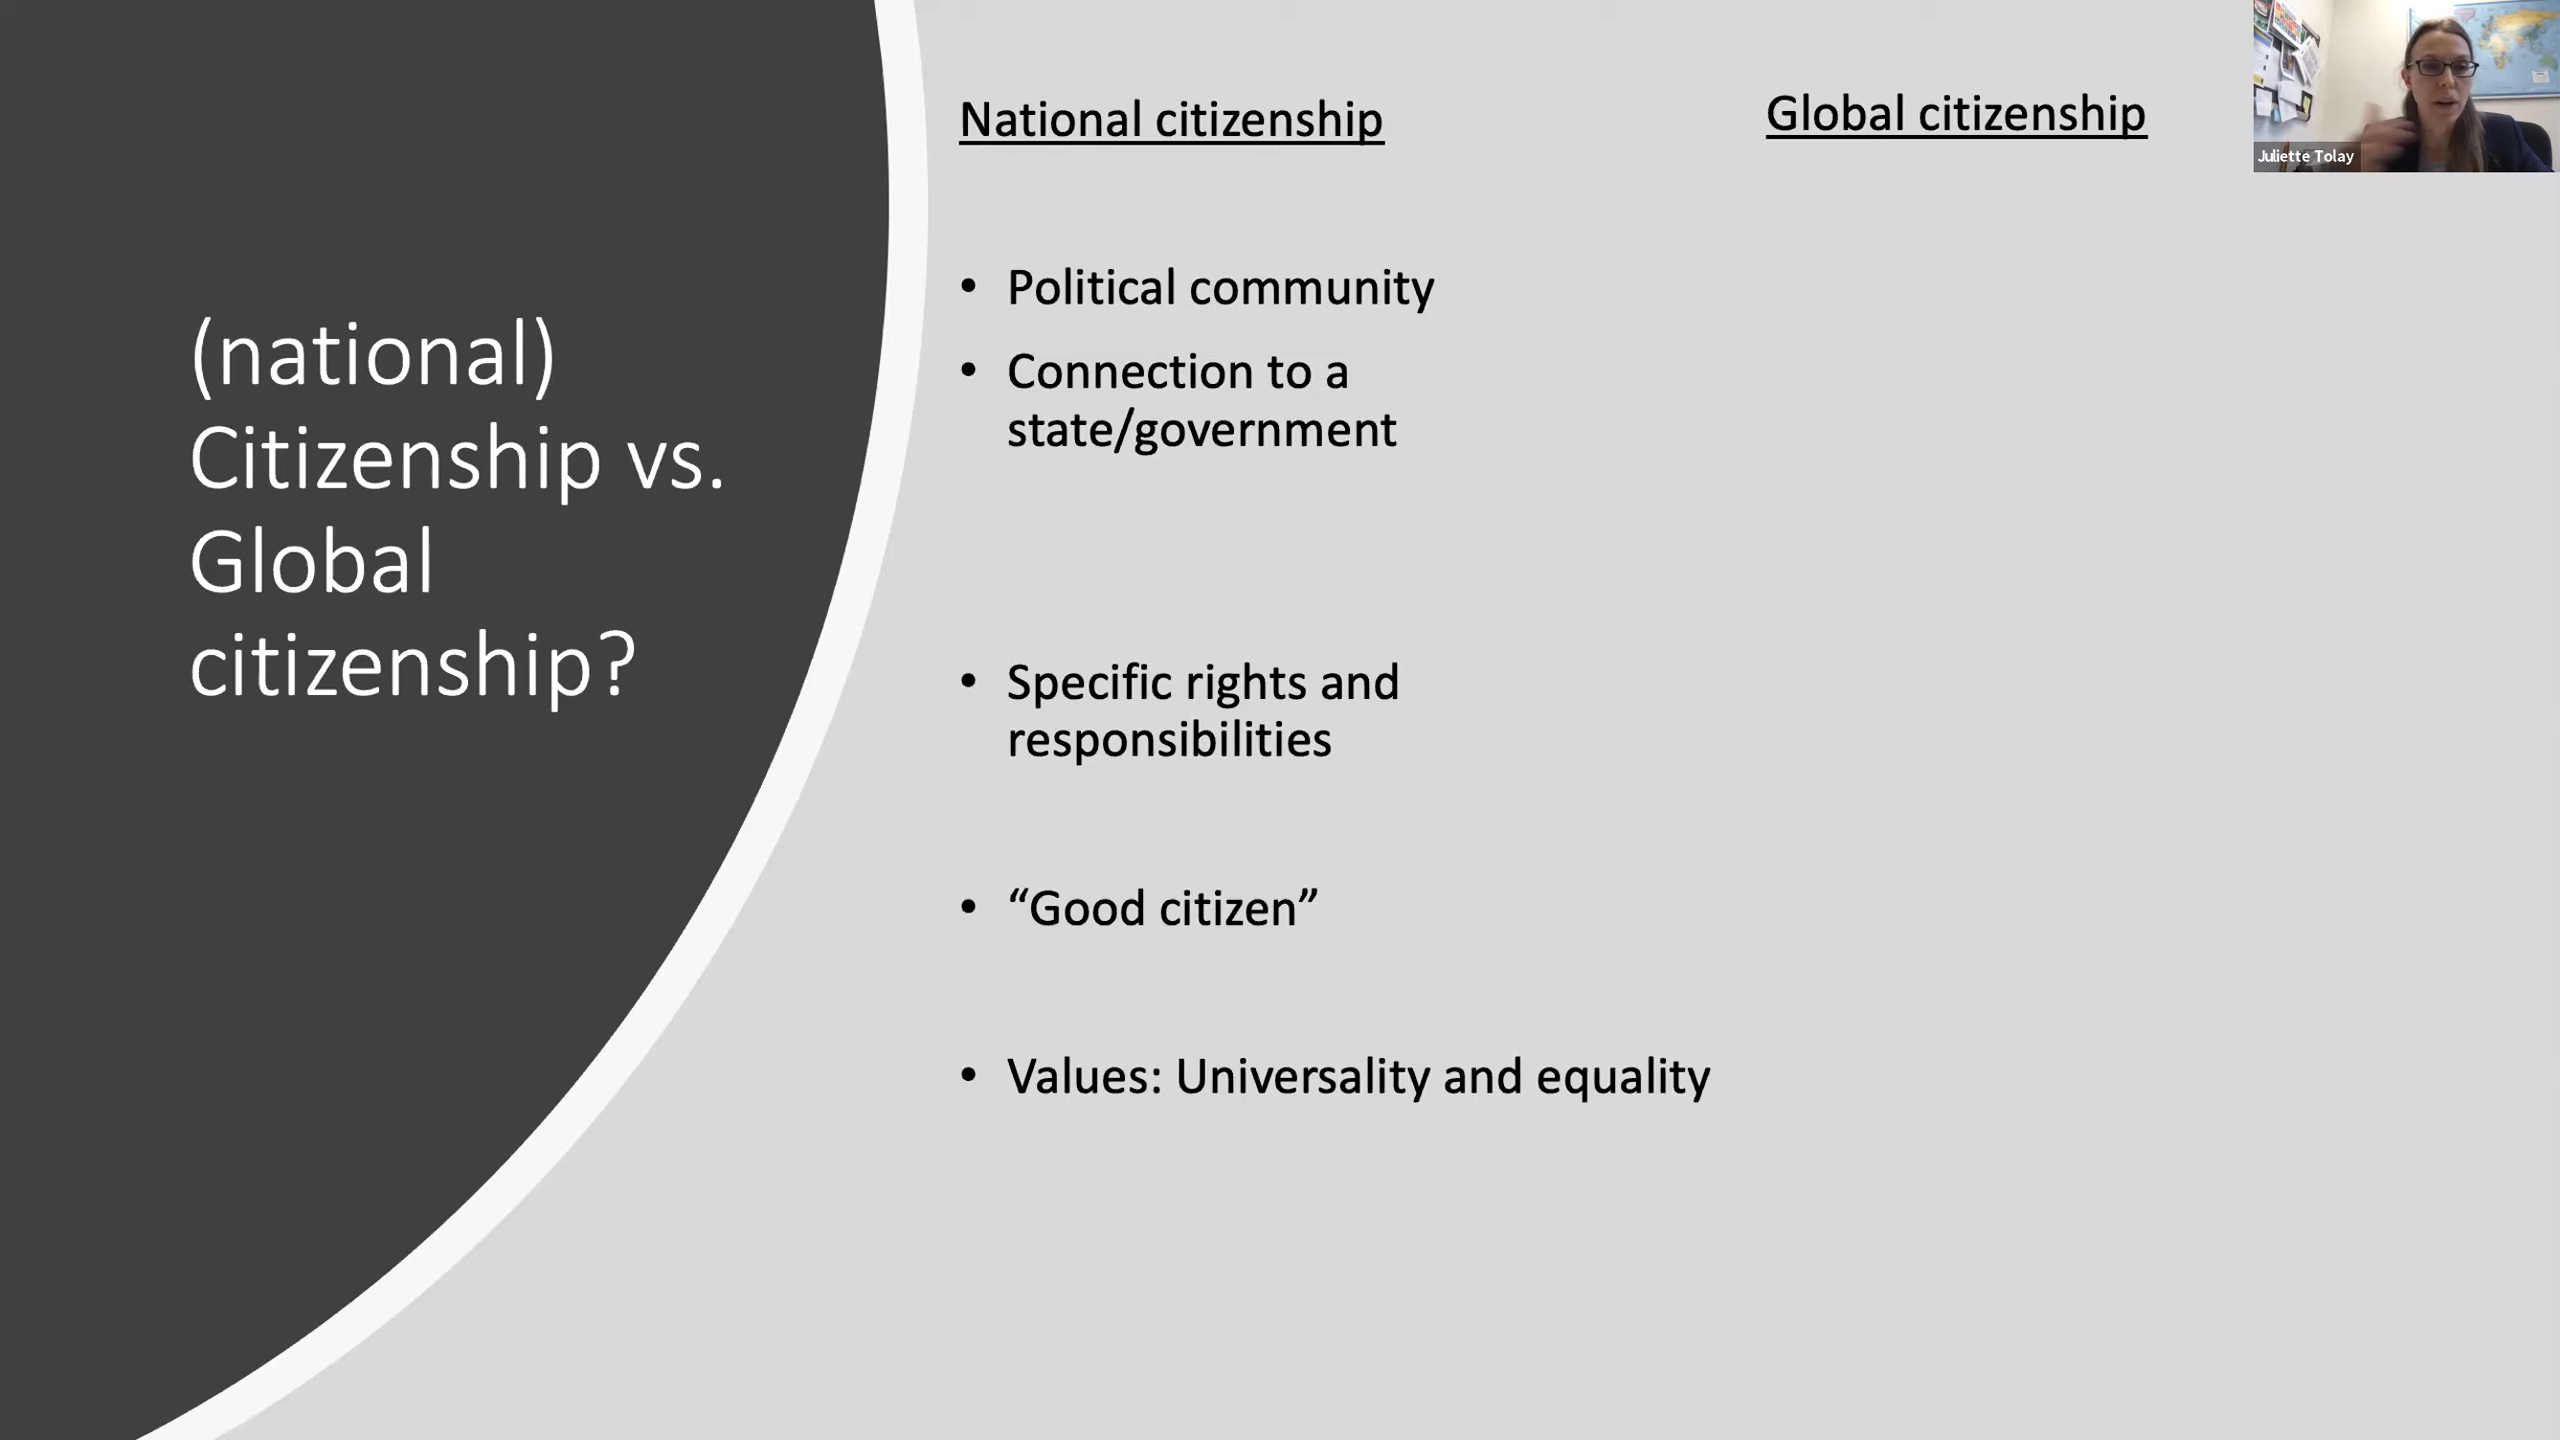 (national)
Citizenship vs.
Global
citizenship?
National citizenship
• Political community
• Connection to a
state/government
• Specific rights and
responsibilities
• “Good citizen”
• Values: Universality and equality
Global citizenship
Juliette Tolay